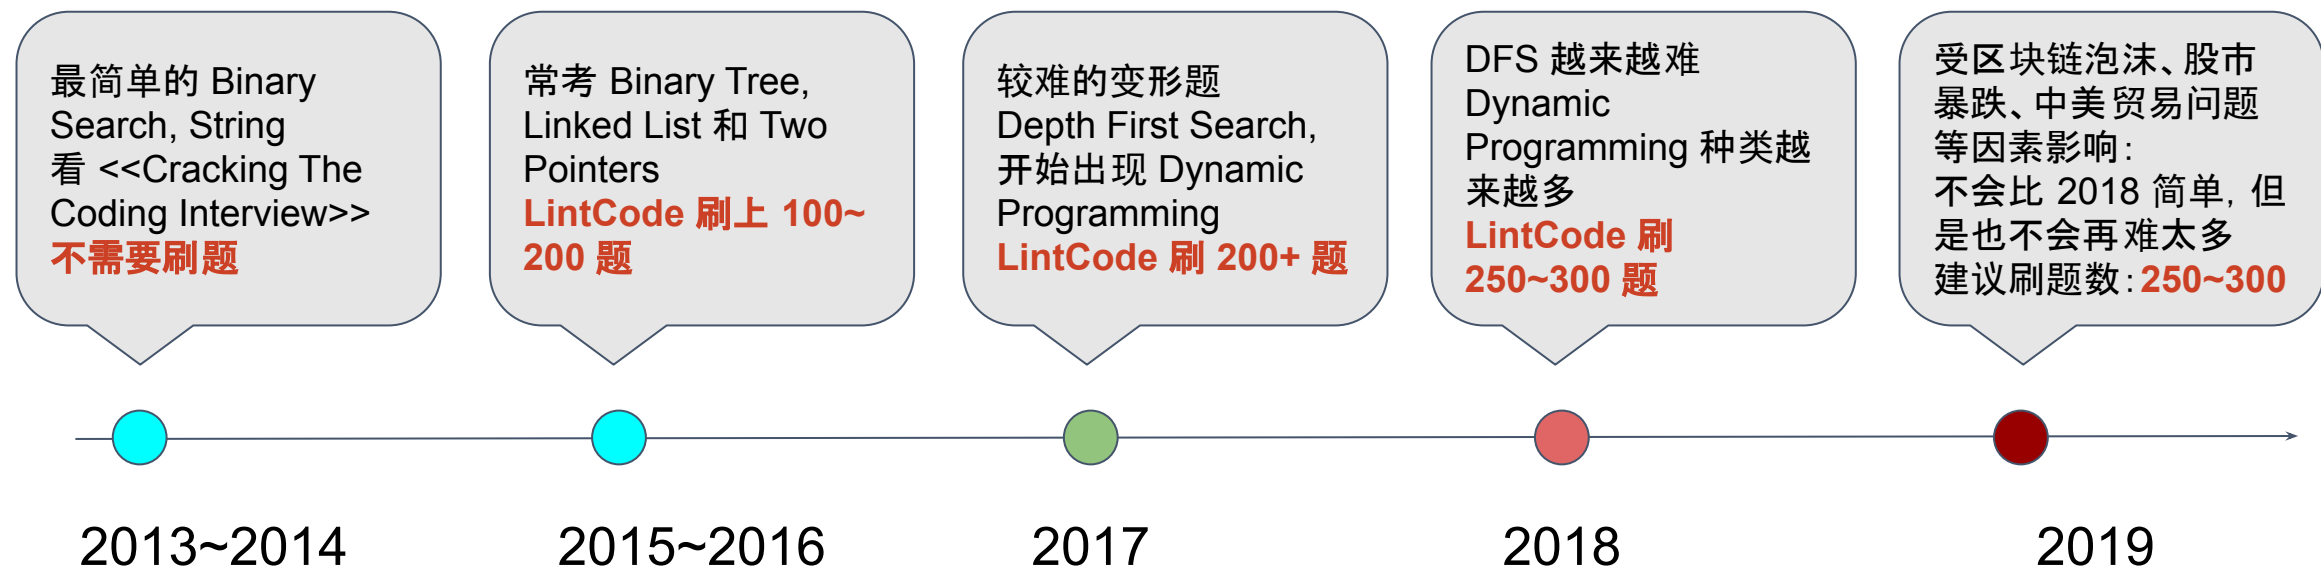 最简单的 Binary
Search, String
看 <<Cracking The
Coding Interview>>
不需要刷题
常考 Binary Tree,
Linked List 和 Two
Pointers
LintCode 刷上 100~
200 题
较难的变形题
Depth First Search,
开始出现 Dynamic
Programming
LintCode 刷 200+ 题
DFS 越来越难
Dynamic
Programming 种类越
来越多
LintCode 刷
250~300 题
受区块链泡沫、股市
暴跌、中美贸易问题
等因素影响：
不会比 2018 简单，但
是也不会再难太多
建议刷题数：250~300
2013~2014
2015~2016
2017
2018
2019